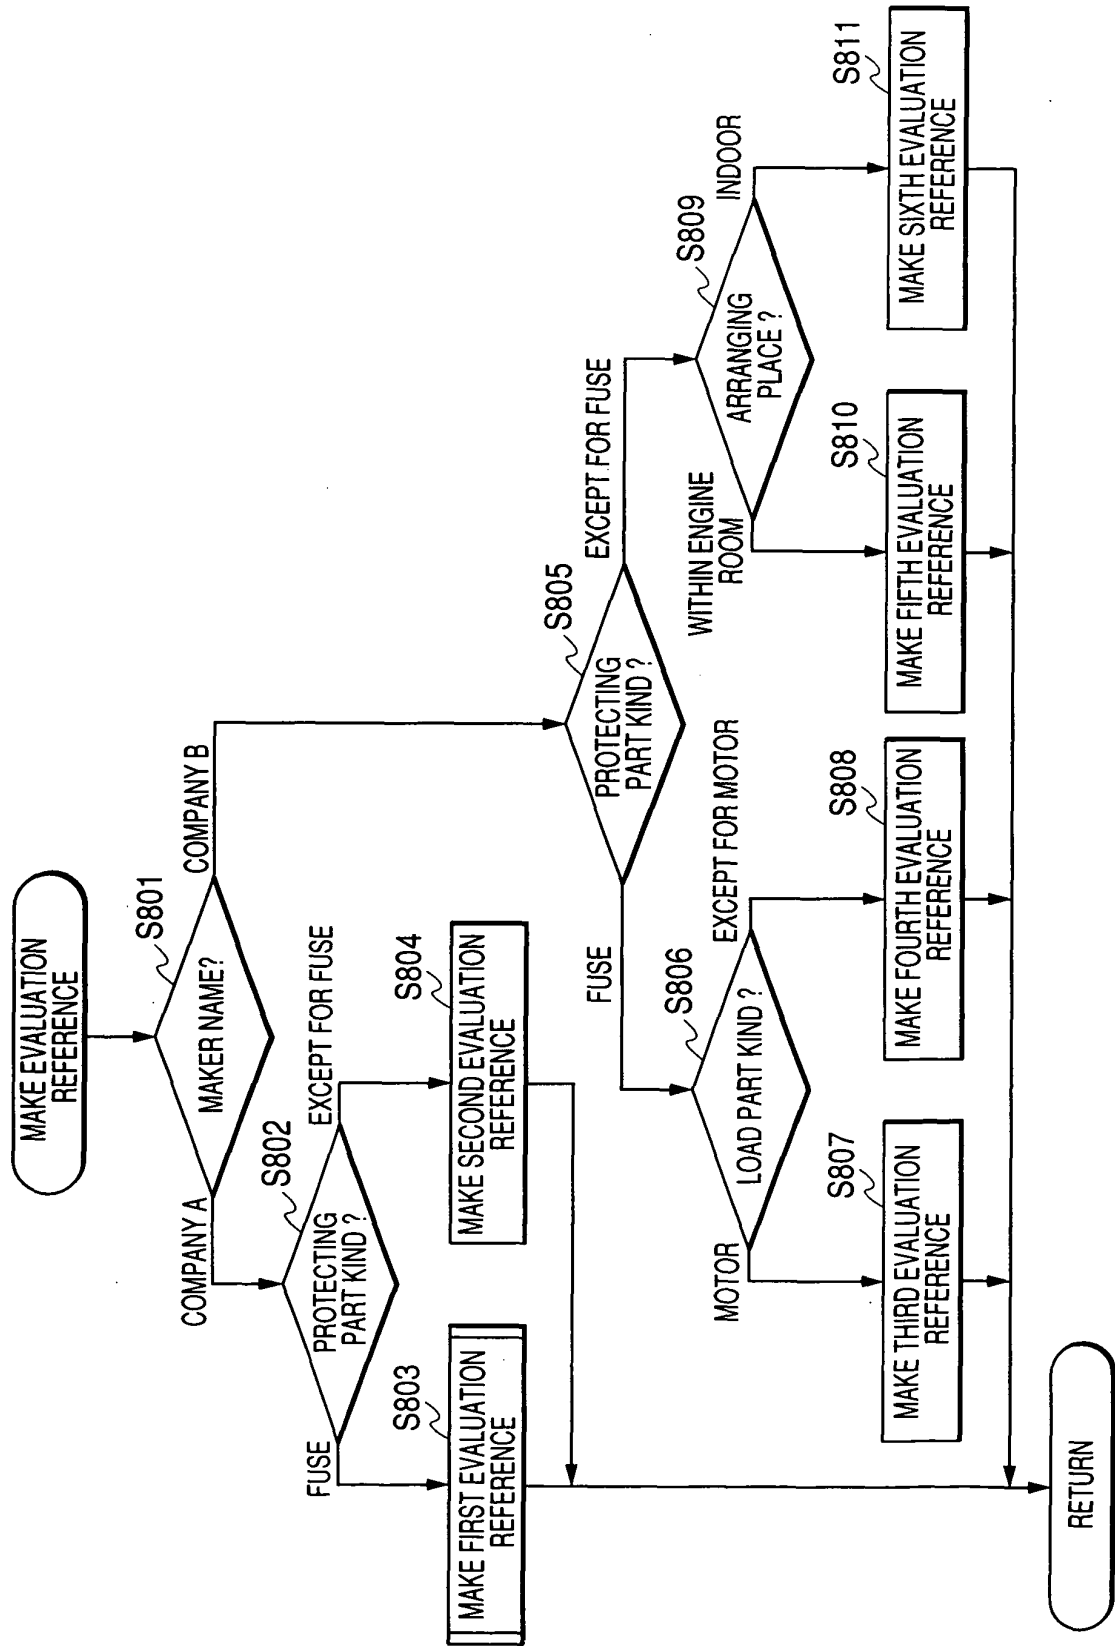 MAKE EVALUATION
REFERENCE
S801
MAKER NAME?
COMPANY A
COMPANY B
S802
PROTECTING
PART KIND ?
FUSE
EXCEPT FOR FUSE
S803
MAKE FIRST EVALUATION
REFERENCE
S804
MAKE SECOND EVALUATION
REFERENCE
S805
PROTECTING
PART KIND ?
FUSE
EXCEPT FOR FUSE
S806
LOAD PART KIND ?
MOTOR
EXCEPT FOR MOTOR
S807
MAKE THIRD EVALUATION
REFERENCE
S808
MAKE FOURTH EVALUATION
REFERENCE
S809
ARRANGING
PLACE ?
WITHIN ENGINE
ROOM
INDOOR
S810
MAKE FIFTH EVALUATION
REFERENCE
S811
MAKE SIXTH EVALUATION
REFERENCE
RETURN